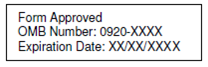 Form Approved
OMB Number: 0920-XXXX
Expiration Date: XX/XX/XXXX